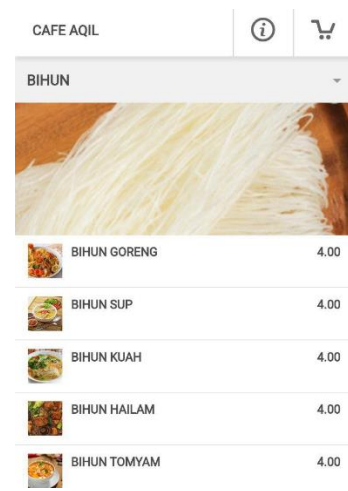 CAFE AQIL
BIHUN
BIHUN GORENG 4.00
BIHUN SUP 4.00
BIHUN KUAH 4.00
BIHUN HAILAM 4.00
BIHUN TOMYAM 4.00